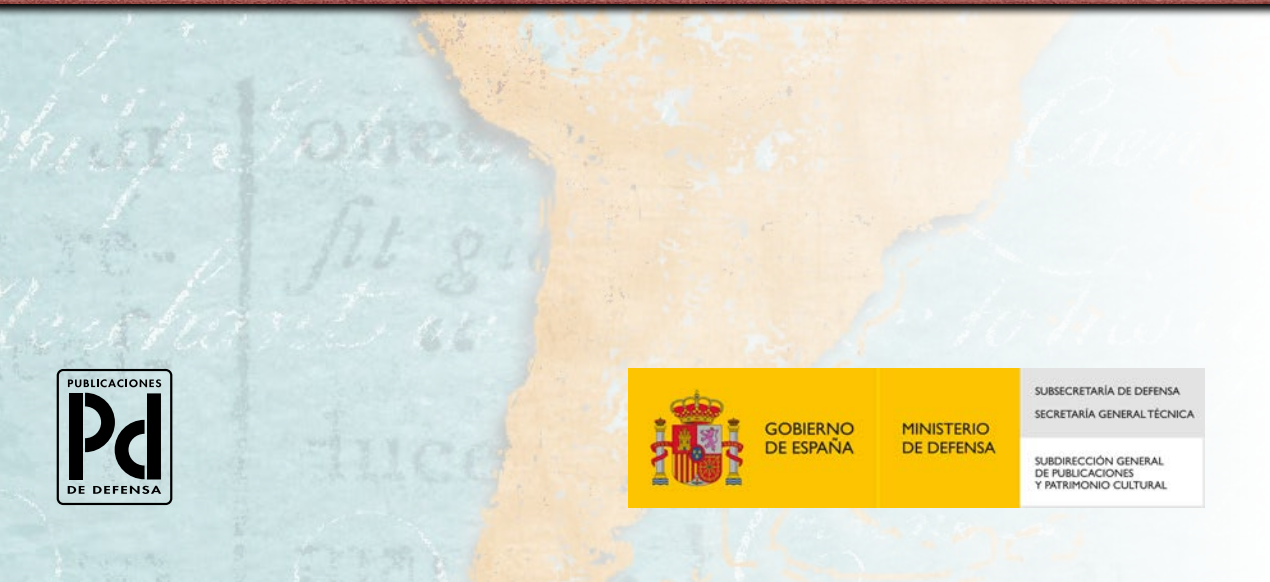 PUBLICACIONES
Pd
DE DEFENSA
GOBIERNO
DE ESPAÑA
MINISTERIO
DE DEFENSA
SUBSECRETARÍA DE DEFENSA
SECRETARÍA GENERAL TÉCNICA
SUBDIRECCIÓN GENERAL
DE PUBLICACIONES
Y PATRIMONIO CULTURAL